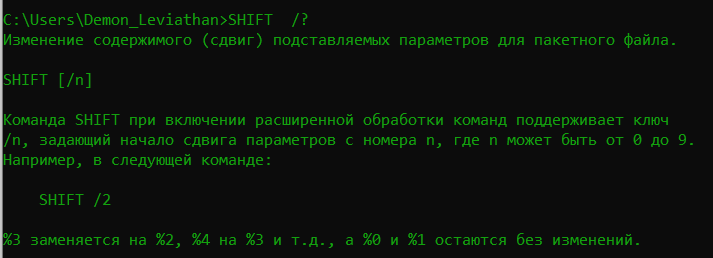 C:\Users\Demon_Leviathan>SHIFT  /?
Изменение содержимого (сдвиг) подставляемых параметров для пакетного файла.
SHIFT [/n]
Команда SHIFT при включении расширенной обработки команд поддерживает ключ
/n, задающий начало сдвига параметров с номера n, где n может быть от 0 до 9.
Например, в следующей команде:
SHIFT /2
%3 заменяется на %2, %4 на %3 и т.д., а %0 и %1 остаются без изменений.